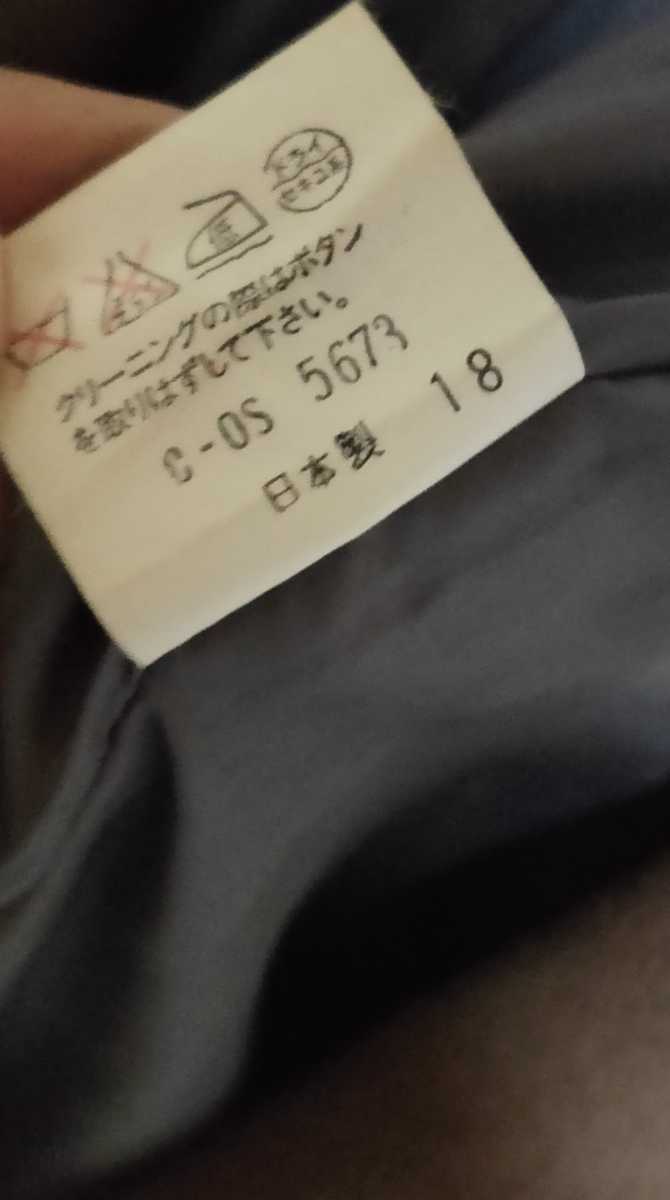 ドライ
セキユ系
クリーニングの際はボタン
を取りはずして下さい。
C-OS 5673 18
日本製